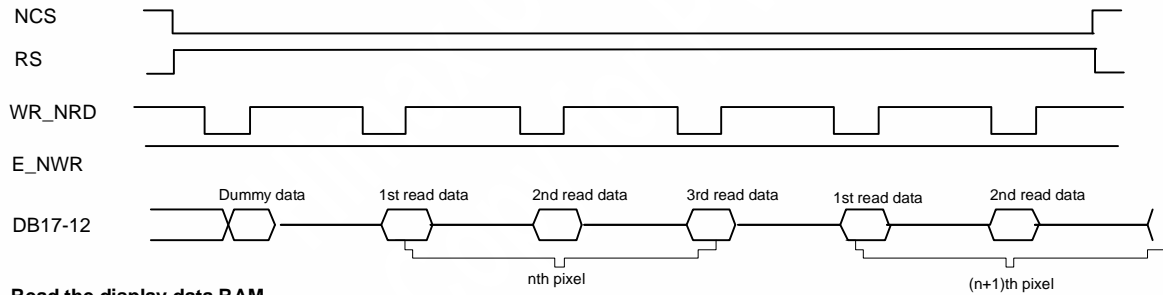 NCS
RS
WR_NRD
E_NWR
Dummy data 1st read data 2nd read data 3rd read data 1st read data 2nd read data
DB17-12
nth pixel (n+1)th pixel
Read the display data RAM